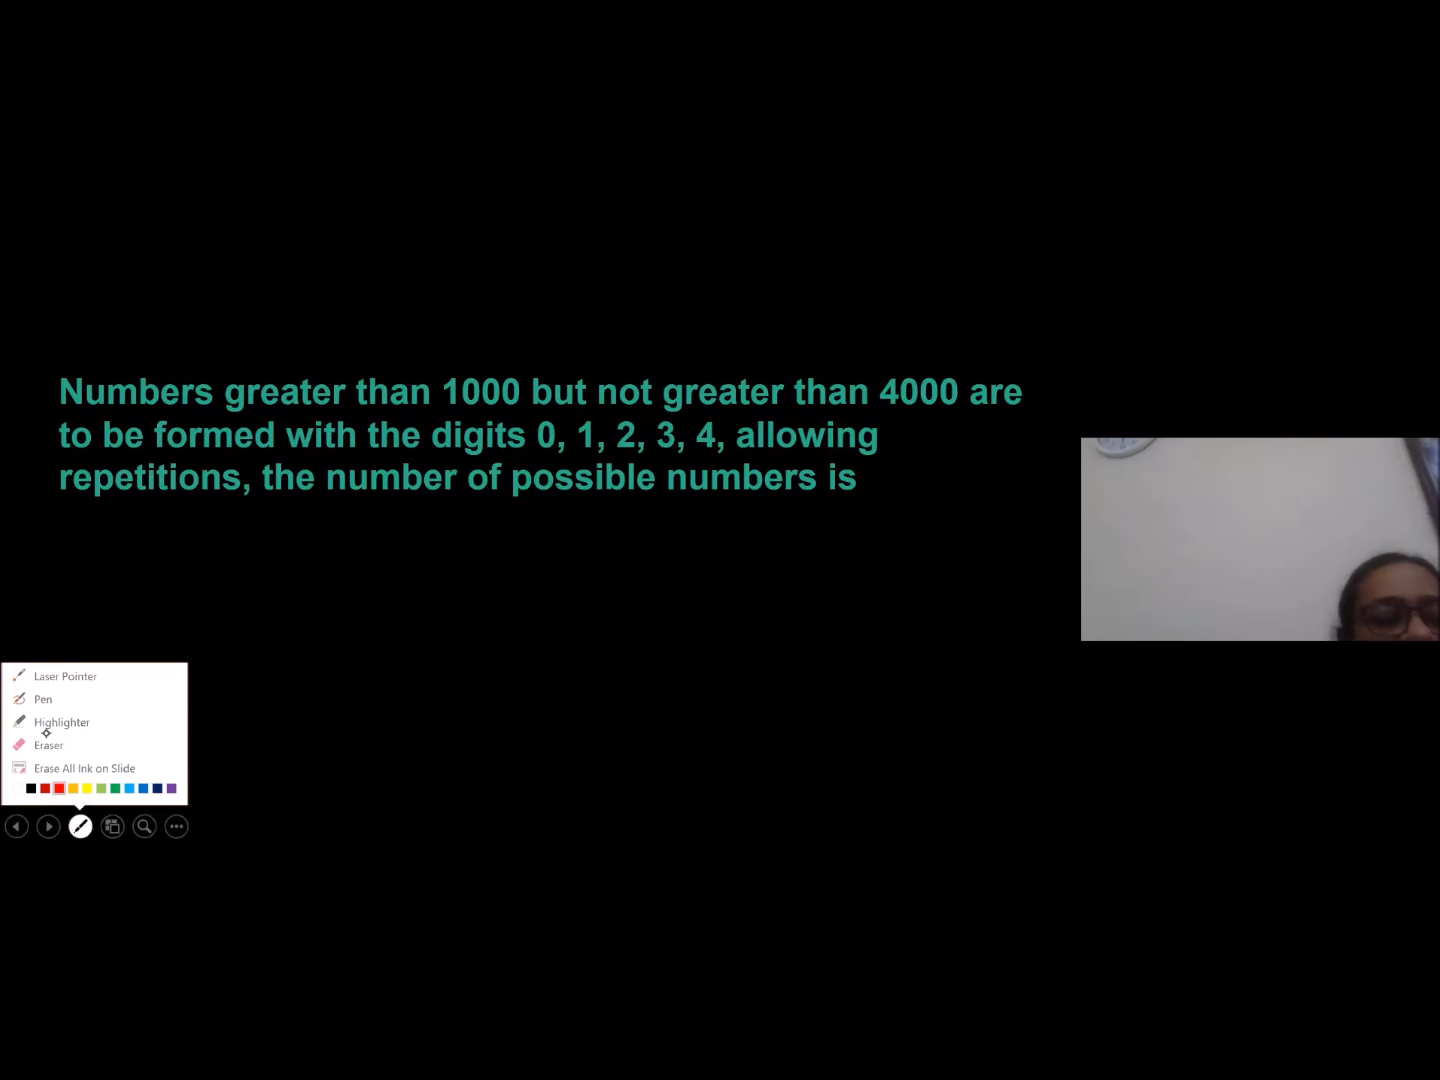 Numbers greater than 1000 but not greater than 4000 are
to be formed with the digits 0, 1, 2, 3, 4, allowing
repetitions, the number of possible numbers is
Laser Pointer
Pen
Highlighter
Eraser
Erase All Ink on Slide